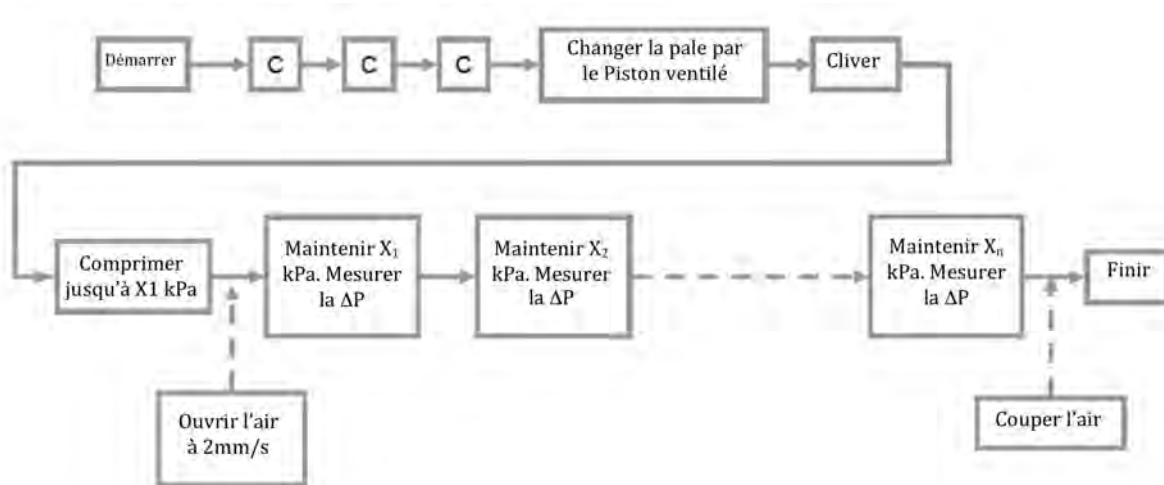 Démarrer
C
C
C
Changer la pale par
le Piston ventilé
Cliver
Comprimer
jusqu'à X1 kPa
Maintenir X₁
kPa. Mesurer
la ΔP
Maintenir X₂
kPa. Mesurer
la ΔP
Maintenir Xₙ
kPa. Mesurer
la ΔP
Finir
Ouvrir l'air
à 2mm/s
Couper l'air